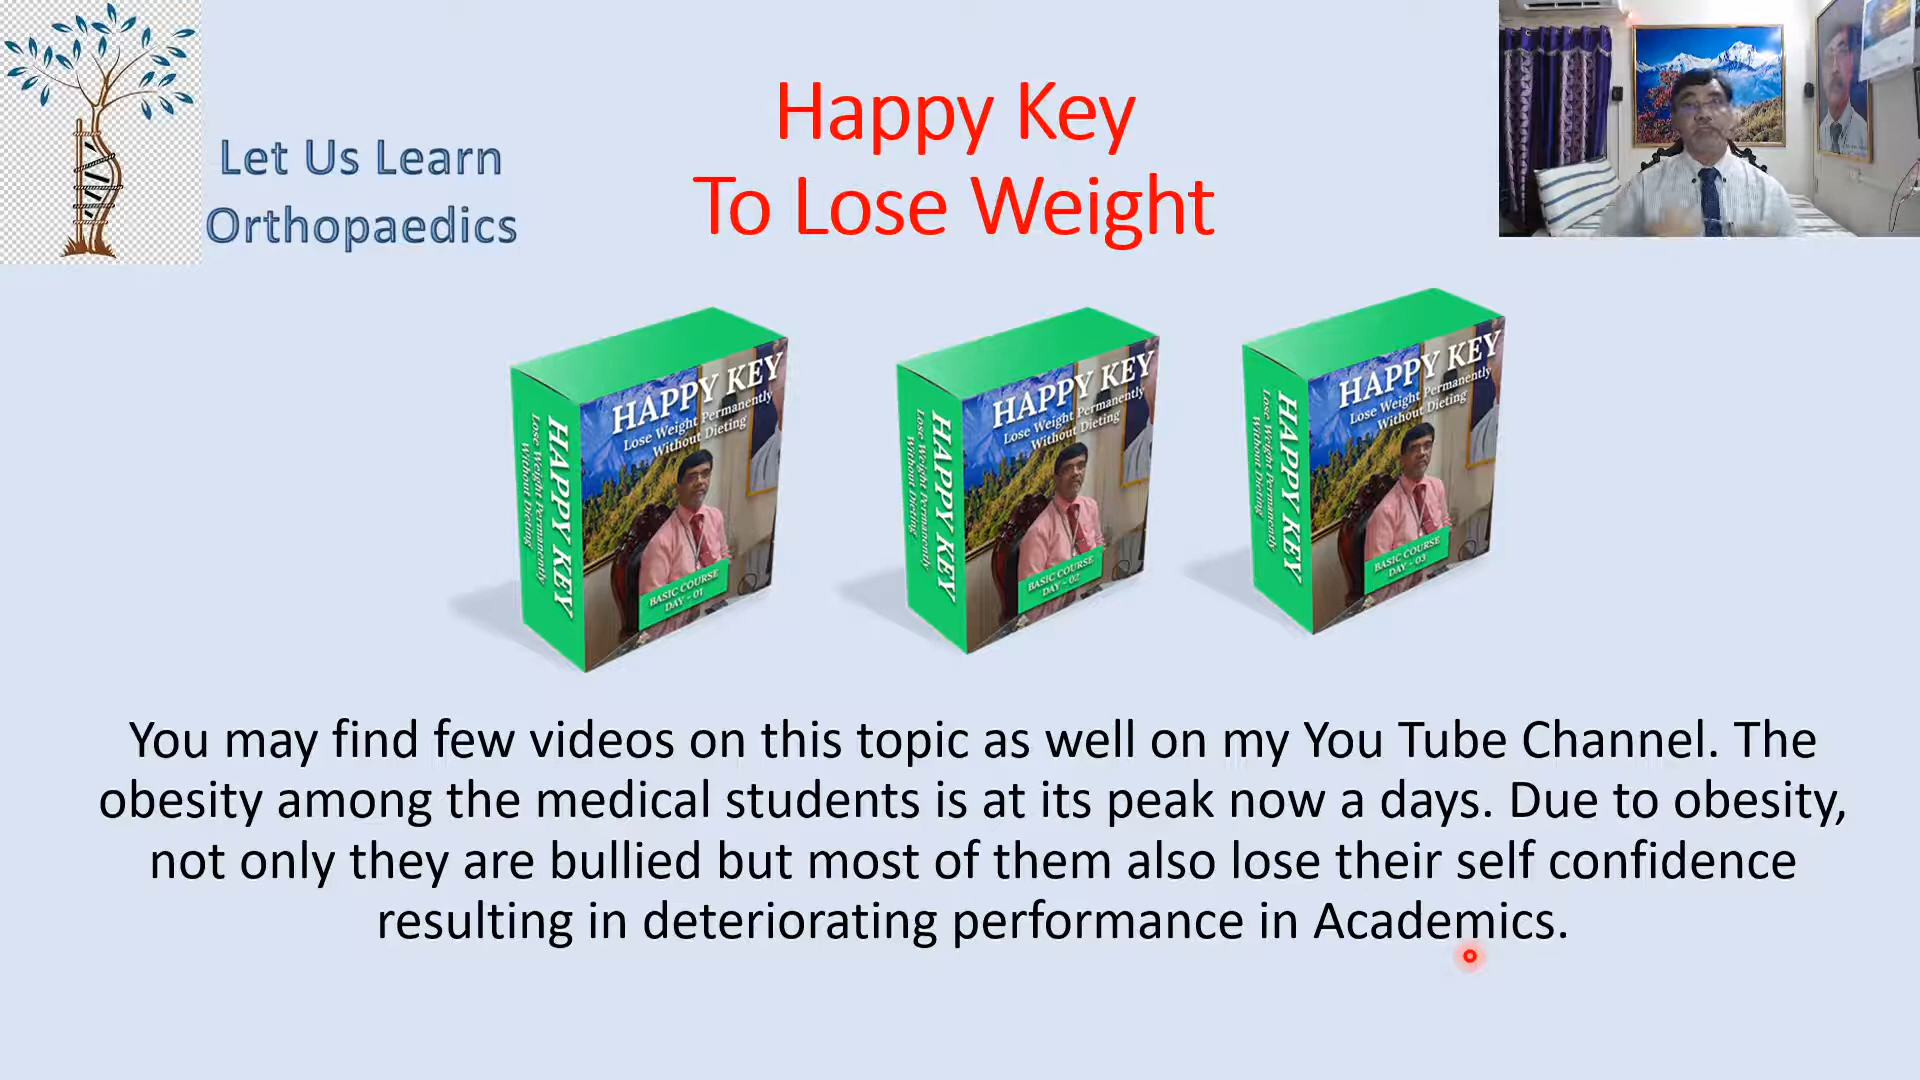 Let Us Learn
Orthopaedics
Happy Key
To Lose Weight
HAPPY KEY
Lose Weight Permanently
Without Dieting
HAPPY KEY
Lose Weight Permanently
Without Dieting
BASIC COURSE
DAY - 01
HAPPY KEY
Lose Weight Permanently
Without Dieting
HAPPY KEY
Lose Weight Permanently
Without Dieting
BASIC COURSE
DAY - 02
HAPPY KEY
Lose Weight Permanently
Without Dieting
HAPPY KEY
Lose Weight Permanently
Without Dieting
BASIC COURSE
DAY - 03
You may find few videos on this topic as well on my You Tube Channel. The
obesity among the medical students is at its peak now a days. Due to obesity,
not only they are bullied but most of them also lose their self confidence
resulting in deteriorating performance in Academics.